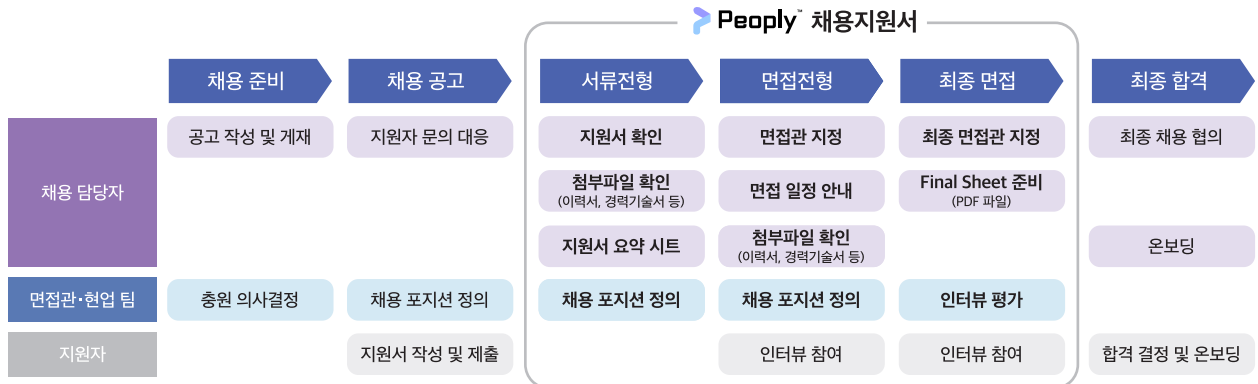 Peoply™ 채용지원서
채용 준비
채용 공고
서류전형
면접전형
최종 면접
최종 합격
채용 담당자
공고 작성 및 게재
지원자 문의 대응
지원서 확인
면접관 지정
최종 면접관 지정
최종 채용 협의
첨부파일 확인
(이력서, 경력기술서 등)
면접 일정 안내
Final Sheet 준비
(PDF 파일)
지원서 요약 시트
첨부파일 확인
(이력서, 경력기술서 등)
온보딩
면접관·현업 팀
충원 의사결정
채용 포지션 정의
채용 포지션 정의
채용 포지션 정의
인터뷰 평가
지원자
지원서 작성 및 제출
인터뷰 참여
인터뷰 참여
합격 결정 및 온보딩